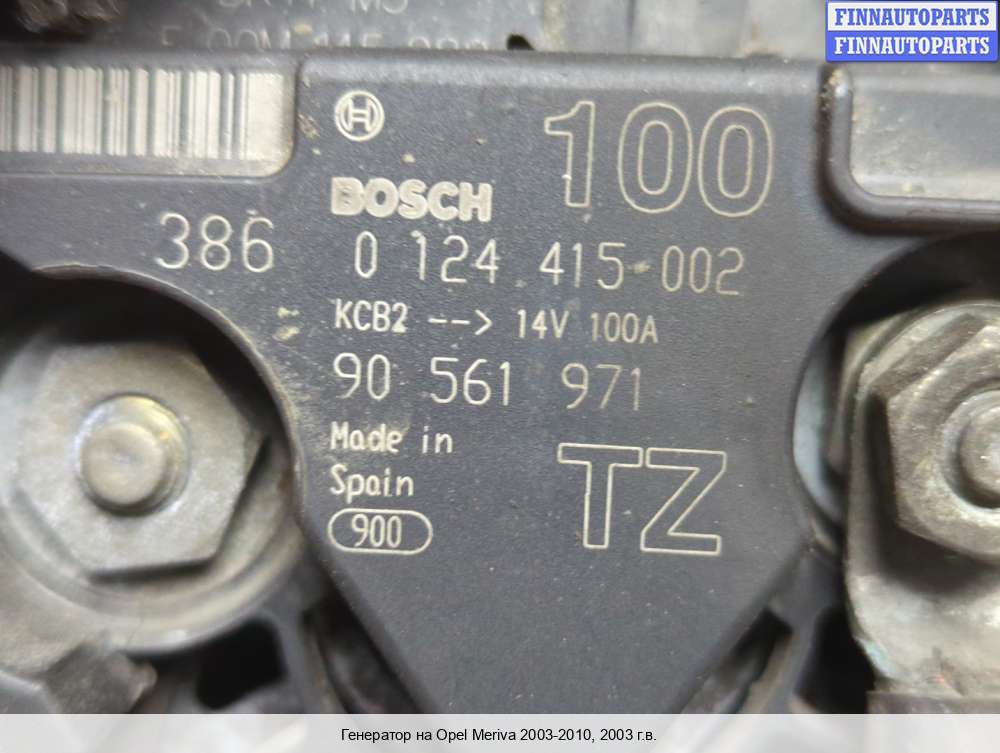 FINNAUTOPARTS
FINNAUTOPARTS
100
BOSCH
386 0 124 415 002
KCB2 --> 14V 100A
90 561 971
Made in
Spain
900
TZ
Генератор на Opel Meriva 2003-2010, 2003 г.в.